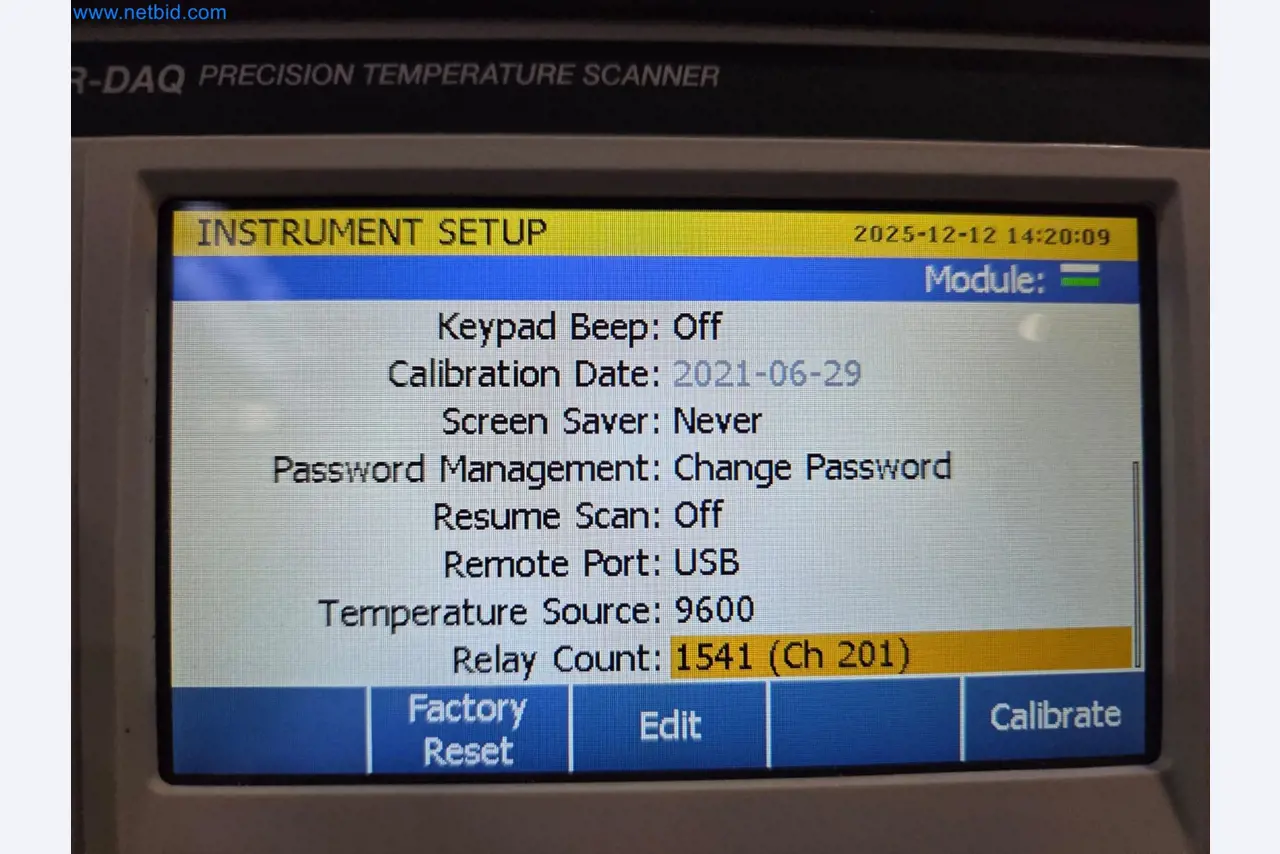 www.netbid.com
R-DAQ PRECISION TEMPERATURE SCANNER
INSTRUMENT SETUP 2025-12-12 14:20:09
Module:
Keypad Beep: Off
Calibration Date: 2021-06-29
Screen Saver: Never
Password Management: Change Password
Resume Scan: Off
Remote Port: USB
Temperature Source: 9600
Relay Count: 1541 (Ch 201)
Factory Reset
Edit
Calibrate